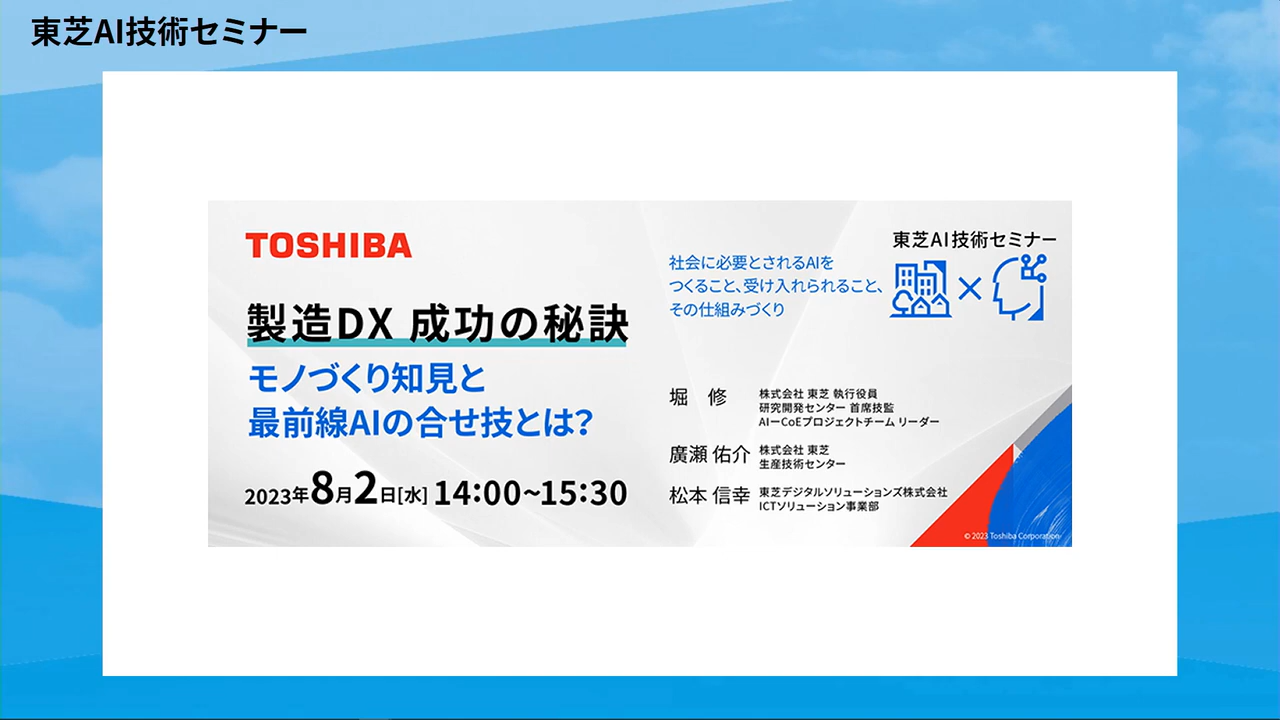 東芝AI技術セミナー
TOSHIBA
製造DX 成功の秘訣
モノづくり知見と
最前線AIの合せ技とは?
2023年8月2日[水] 14:00~15:30
社会に必要とされるAIを
つくること、受け入れられること、
その仕組みづくり
東芝AI技術セミナー
堀 修 株式会社 東芝 執行役員
研究開発センター 首席技監
AIーCoEプロジェクトチーム リーダー
廣瀬 佑介 株式会社 東芝
生産技術センター
松本 信幸 東芝デジタルソリューションズ株式会社
ICTソリューション事業部
© 2023 Toshiba Corporation